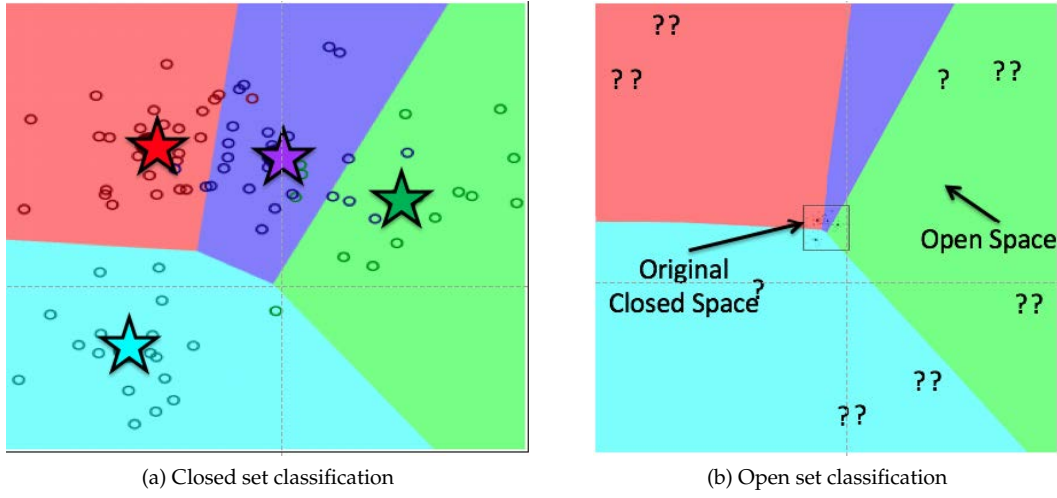 ??
??
?
??
Open Space
Original
Closed Space
?
??
??
??
(a) Closed set classification
(b) Open set classification